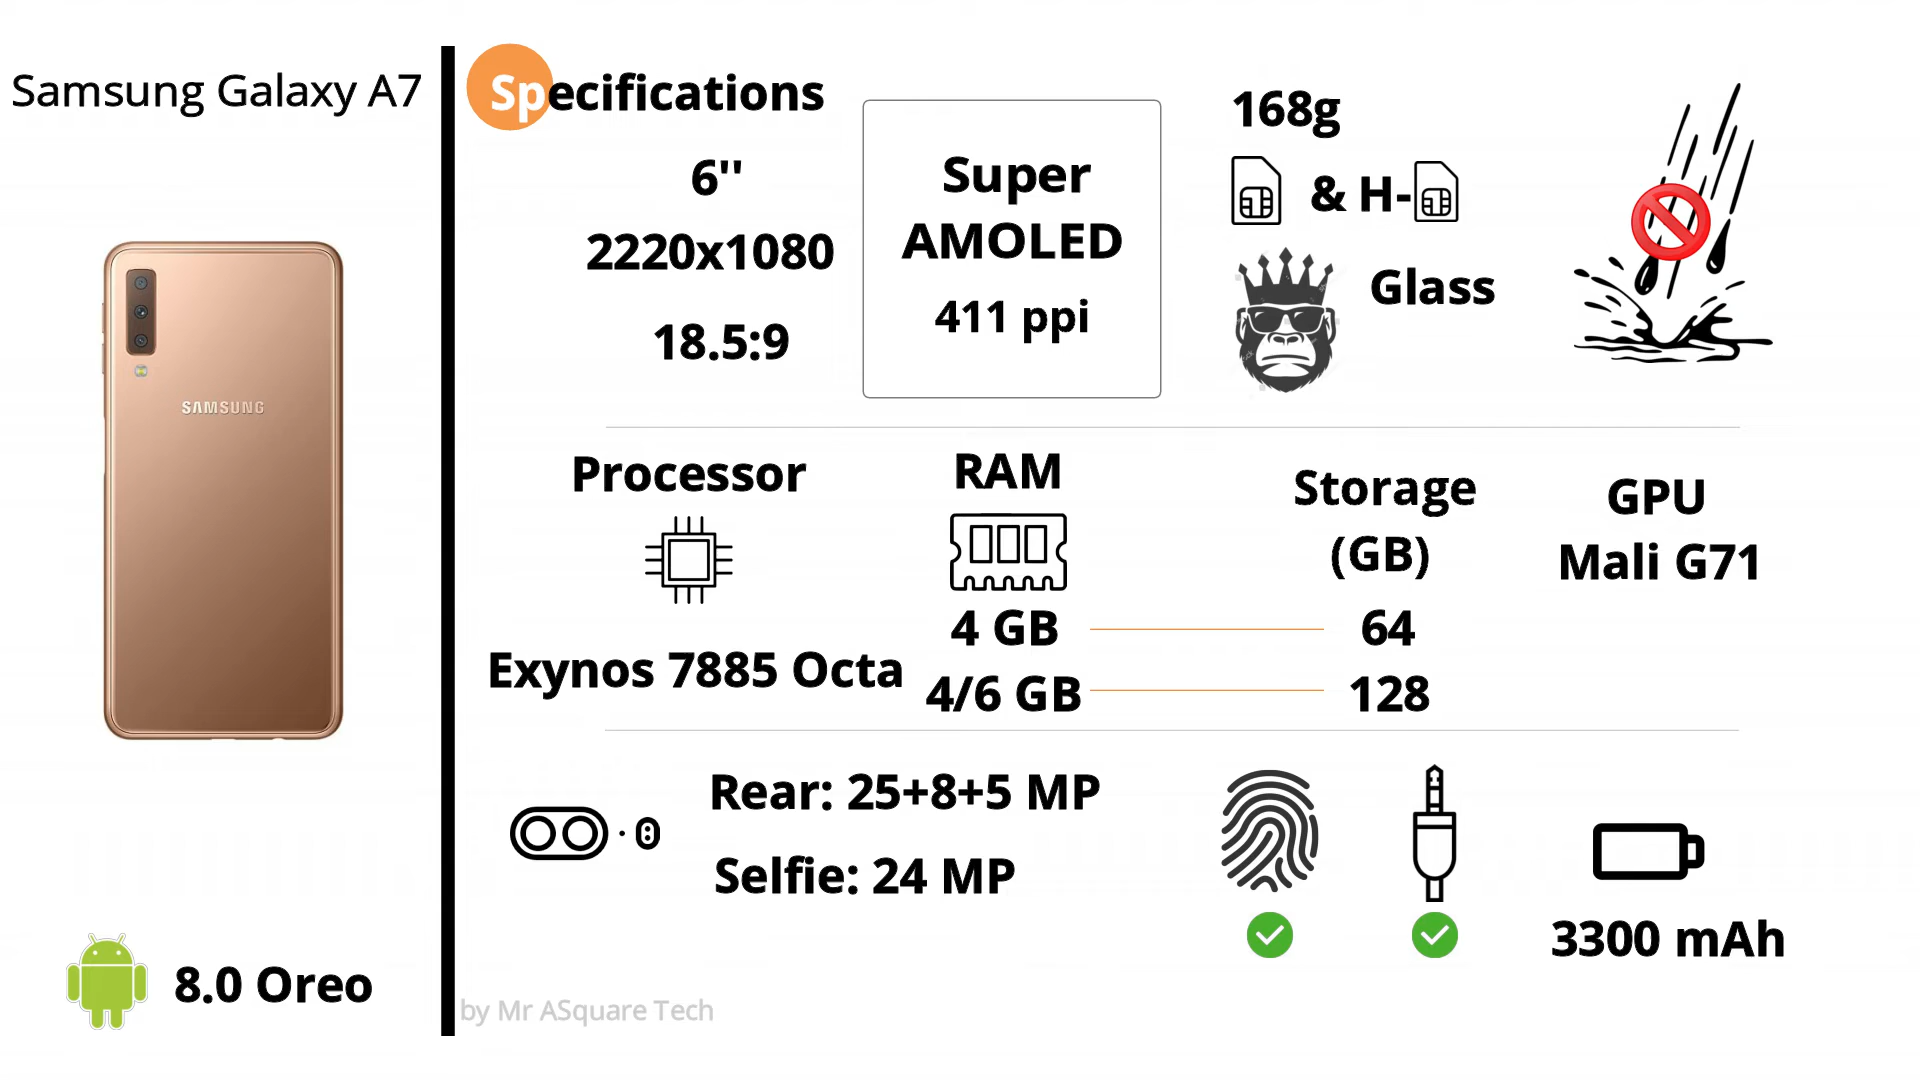 Samsung Galaxy A7
SAMSUNG
8.0 Oreo
Specifications
6''
2220x1080
18.5:9
Super
AMOLED
411 ppi
168g
& H-
Glass
Processor
Exynos 7885 Octa
RAM
4 GB
4/6 GB
Storage
(GB)
64
128
GPU
Mali G71
Rear: 25+8+5 MP
Selfie: 24 MP
3300 mAh
by Mr ASquare Tech